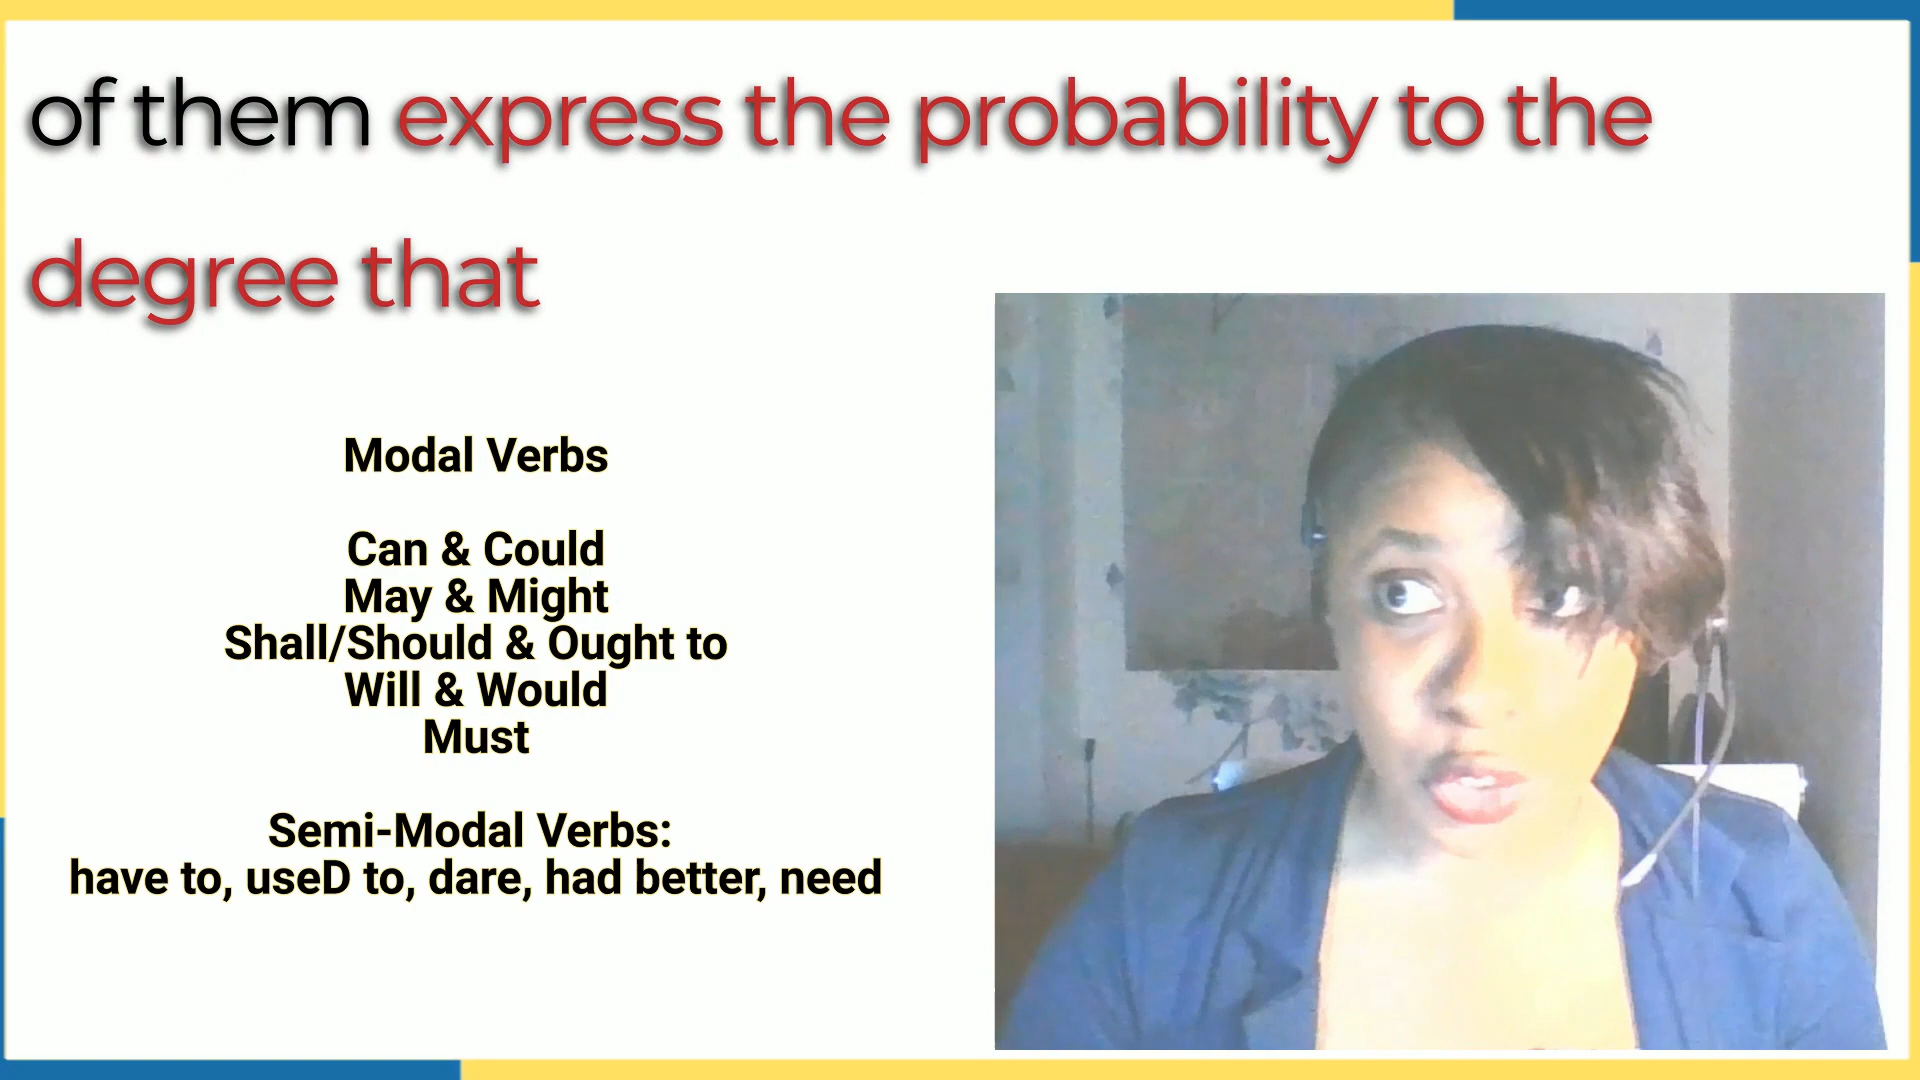 of them express the probability to the
degree that
Modal Verbs
Can & Could
May & Might
Shall/Should & Ought to
Will & Would
Must
Semi-Modal Verbs:
have to, useD to, dare, had better, need